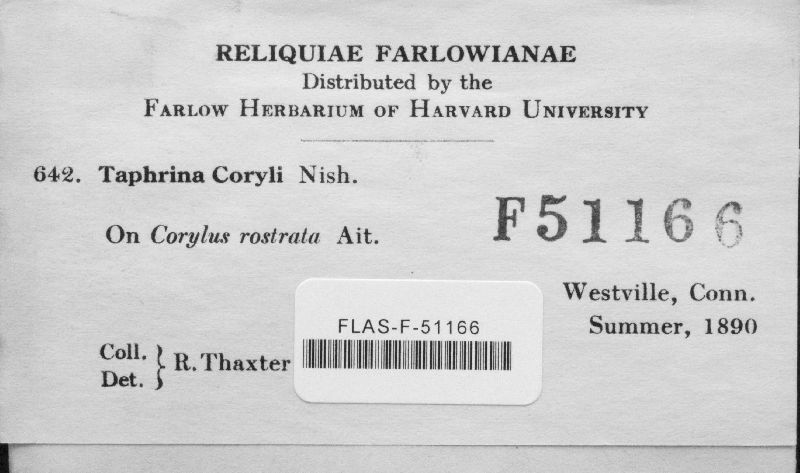 RELIQUIAE FARLOWIANAE
Distributed by the
FARLOW HERBARIUM OF HARVARD UNIVERSITY
642. Taphrina Coryli Nish.
F51166
On Corylus rostrata Ait.
Westville, Conn.
Summer, 1890
FLAS-F-51166
Coll.
Det. } R. Thaxter